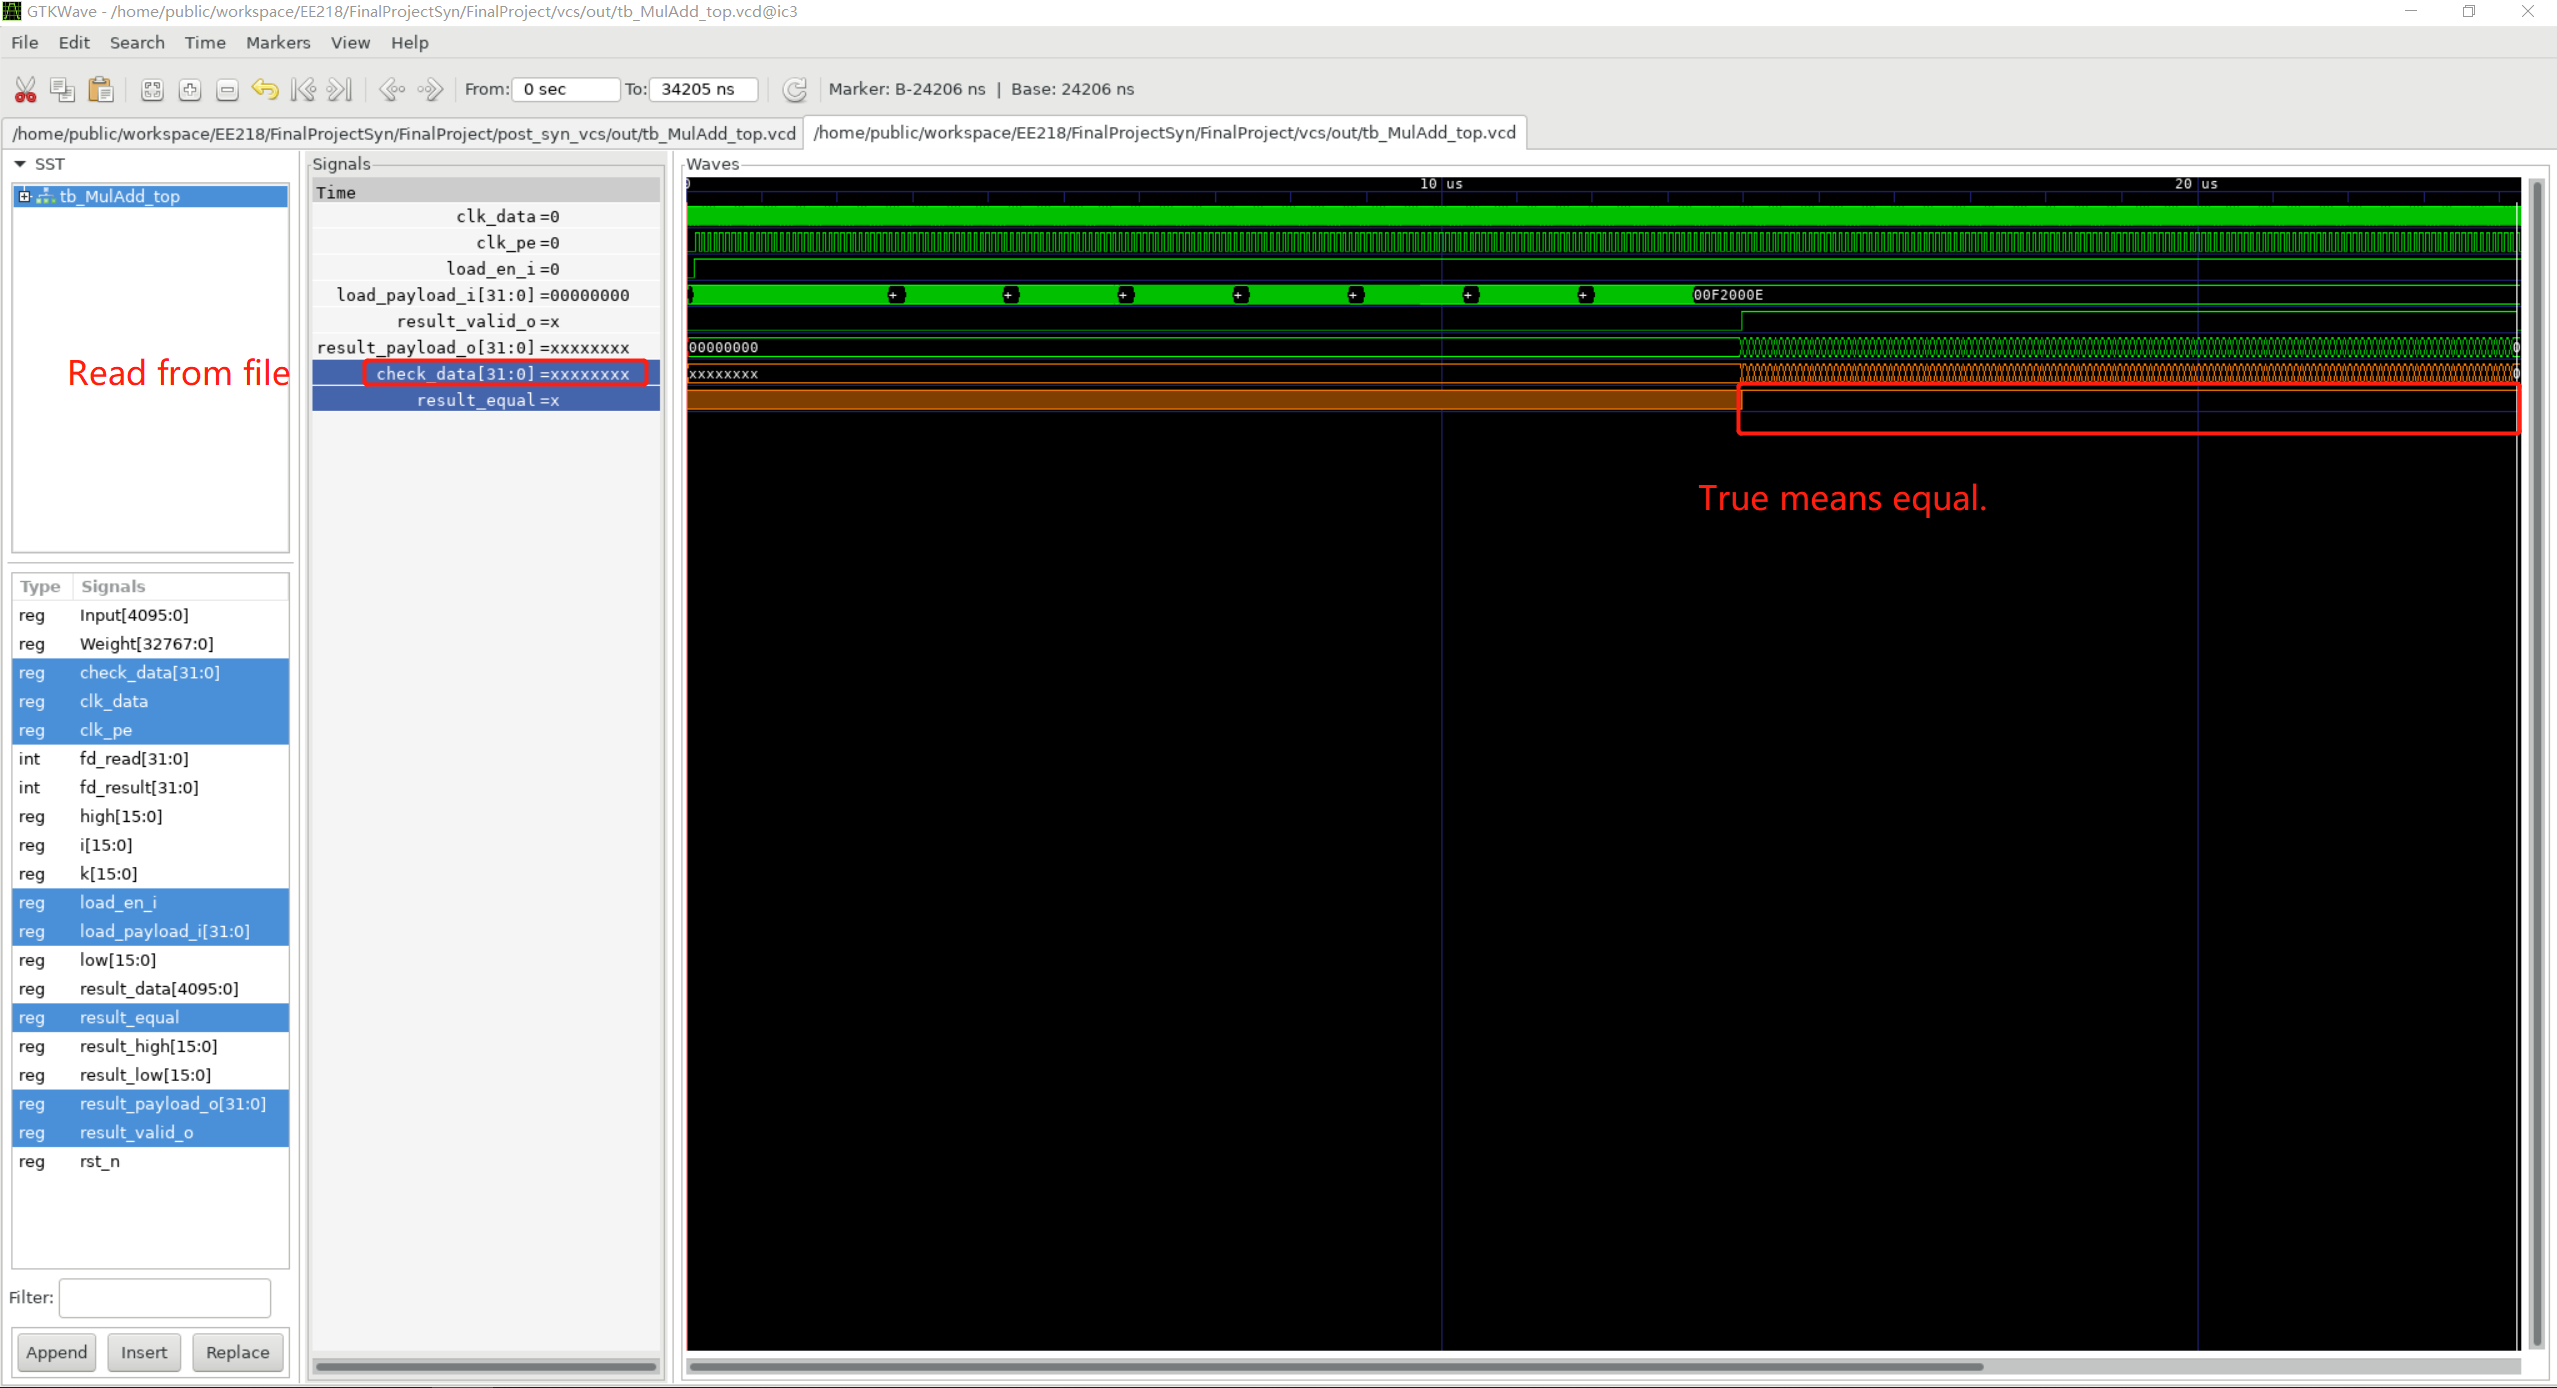 GTKWave - /home/public/workspace/EE218/FinalProjectSyn/FinalProject/vcs/out/tb_MulAdd_top.vcd@ic3
File Edit Search Time Markers View Help
From: 0 sec To: 34205 ns Marker: B-24206 ns | Base: 24206 ns
/home/public/workspace/EE218/FinalProjectSyn/FinalProject/post_syn_vcs/out/tb_MulAdd_top.vcd /home/public/workspace/EE218/FinalProjectSyn/FinalProject/vcs/out/tb_MulAdd_top.vcd
SST
tb_MulAdd_top
Read from file
Type Signals
reg Input[4095:0]
reg Weight[32767:0]
reg check_data[31:0]
reg clk_data
reg clk_pe
int fd_read[31:0]
int fd_result[31:0]
reg high[15:0]
reg i[15:0]
reg k[15:0]
reg load_en_i
reg load_payload_i[31:0]
reg low[15:0]
reg result_data[4095:0]
reg result_equal
reg result_high[15:0]
reg result_low[15:0]
reg result_payload_o[31:0]
reg result_valid_o
reg rst_n
Filter:
Append Insert Replace
Signals
Time
clk_data=0
clk_pe=0
load_en_i=0
load_payload_i[31:0]=00000000
result_valid_o=x
result_payload_o[31:0]=xxxxxxxx
check_data[31:0]=xxxxxxxx
result_equal=x
Waves
0 10 us 20 us
+ + + + + + + 00F2000E
00000000 0
xxxxxxxx 0
True means equal.